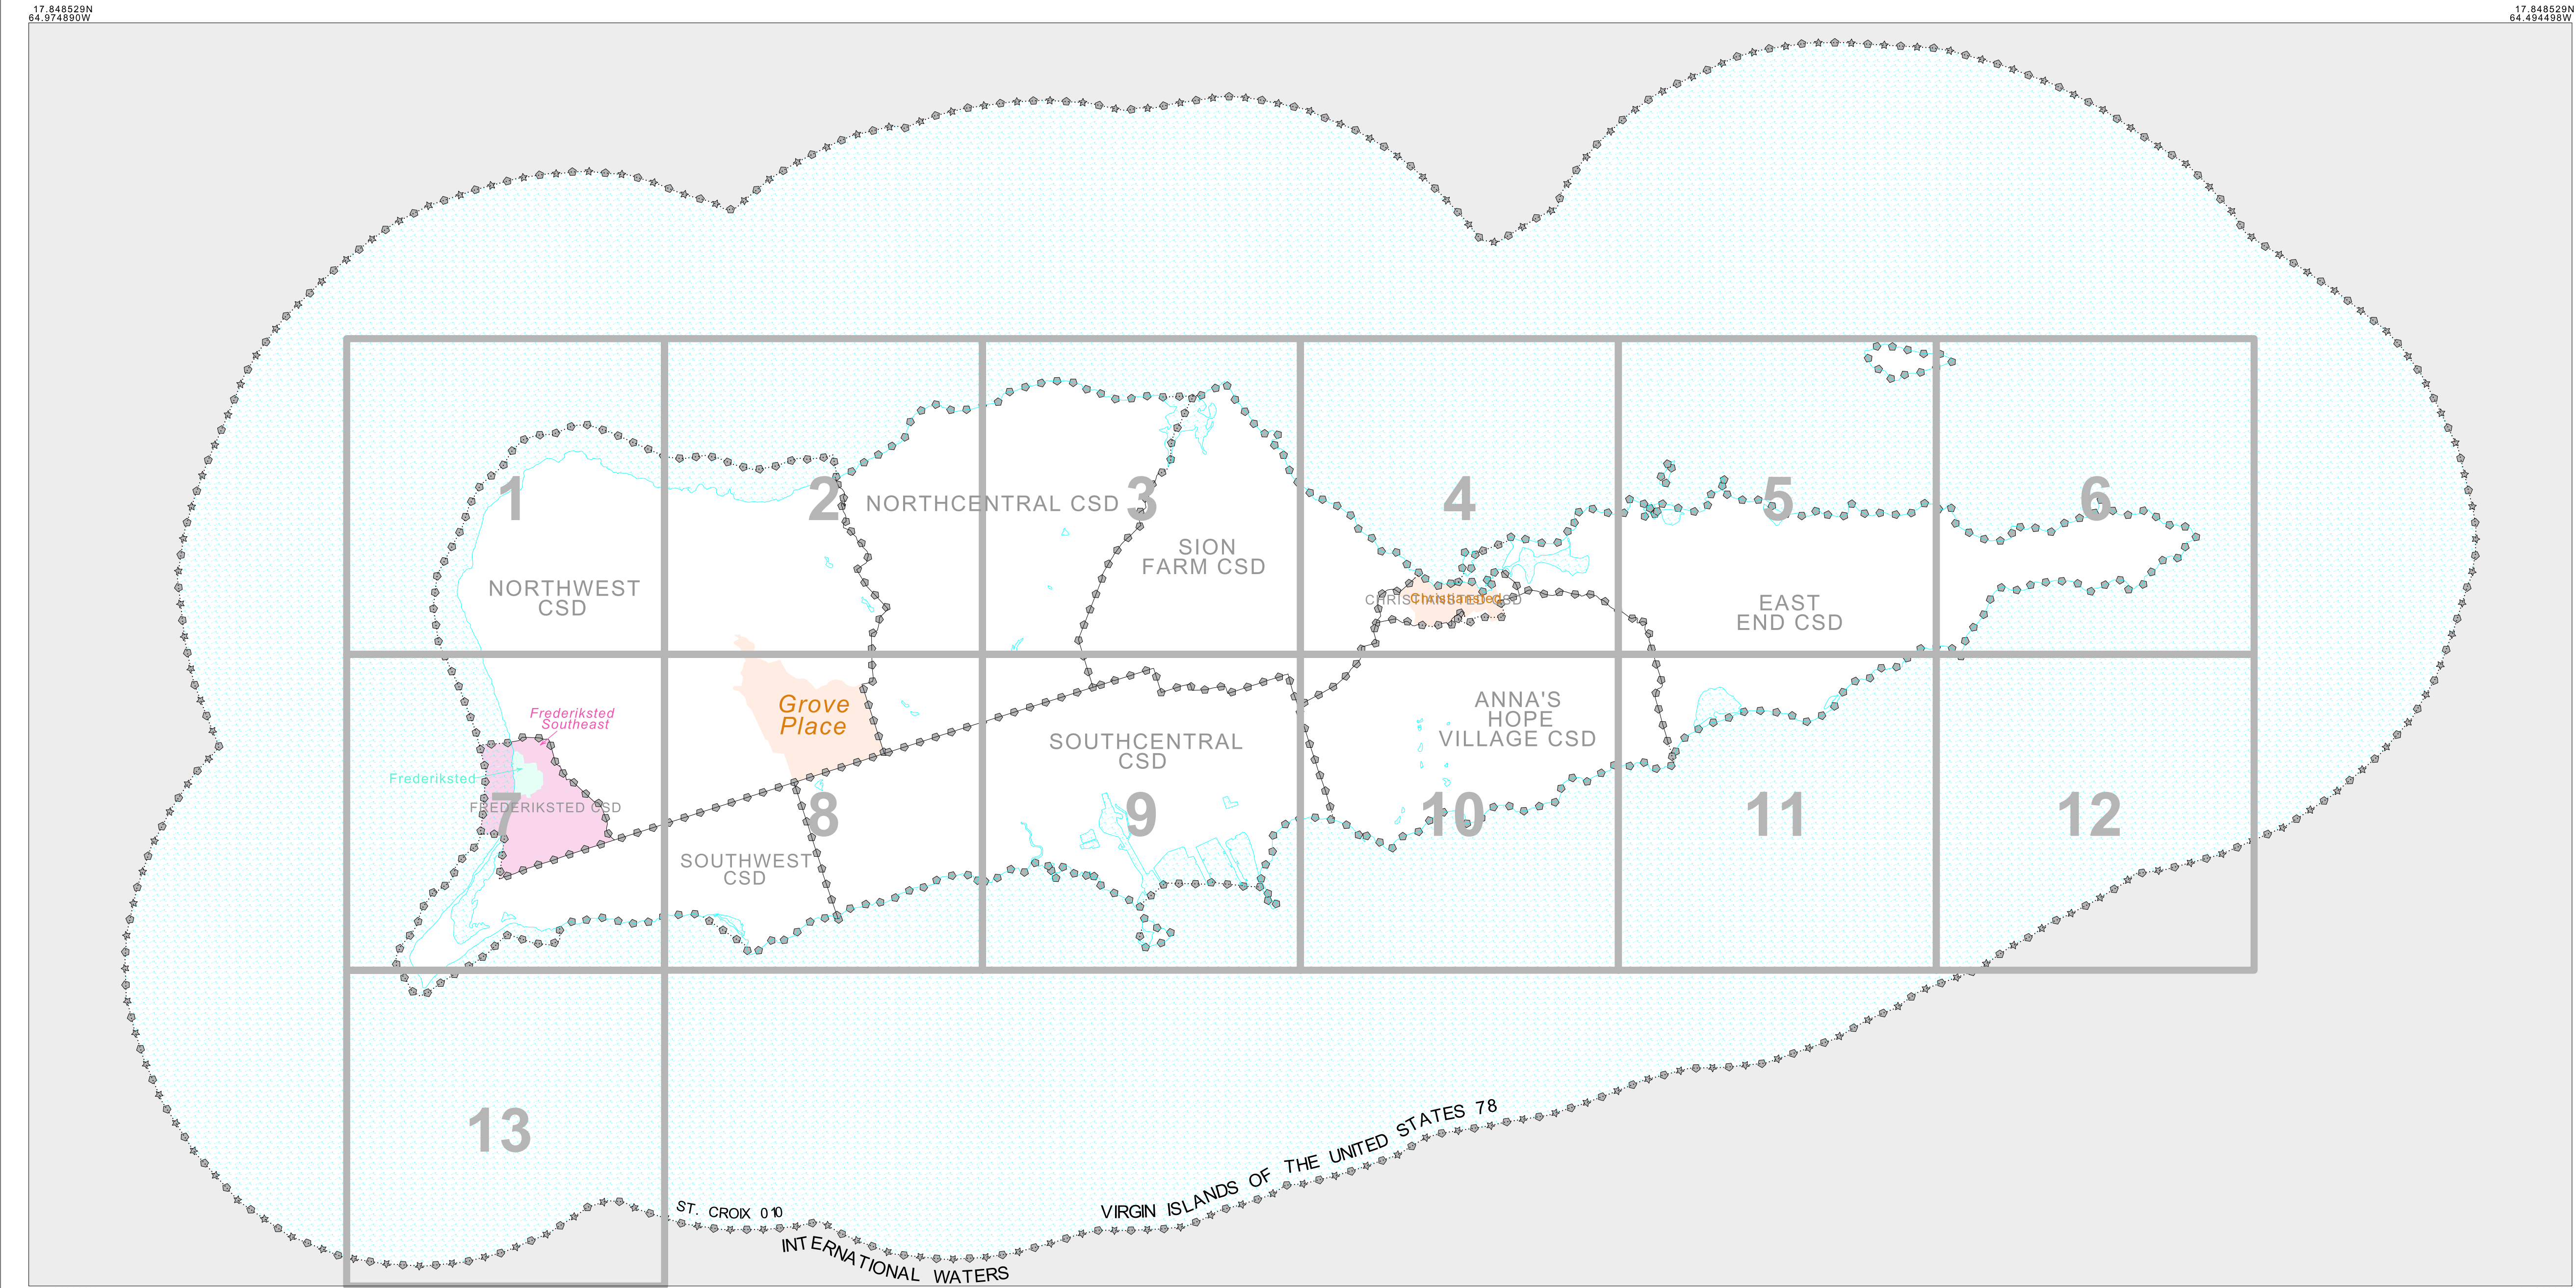 17.848529N
64.974890W
17.848529N
64.494498W
1
2
3
4
5
6
NORTHCENTRAL CSD
SION
FARM CSD
NORTHWEST
CSD
CHRISTIANSTED CSD
Christiansted
EAST
END CSD
Grove
Place
Frederiksted
Southeast
ANNA'S
HOPE
VILLAGE CSD
SOUTHCENTRAL
CSD
Frederiksted
FREDERIKSTED CSD
7
8
9
10
11
12
SOUTHWEST
CSD
13
VIRGIN ISLANDS OF THE UNITED STATES 78
ST. CROIX 010
INTERNATIONAL WATERS